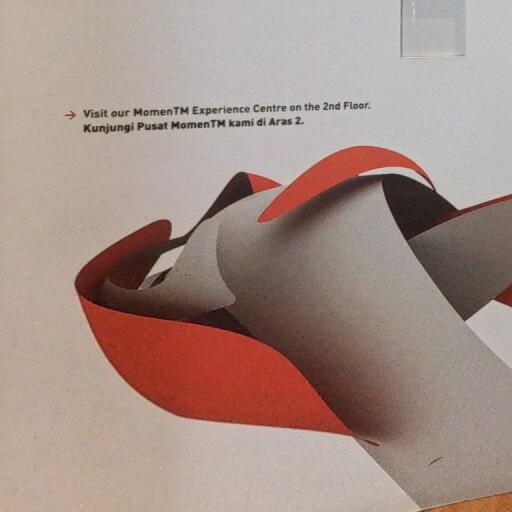 → Visit our MomenTM Experience Centre on the 2nd Floor.
Kunjungi Pusat MomenTM kami di Aras 2.